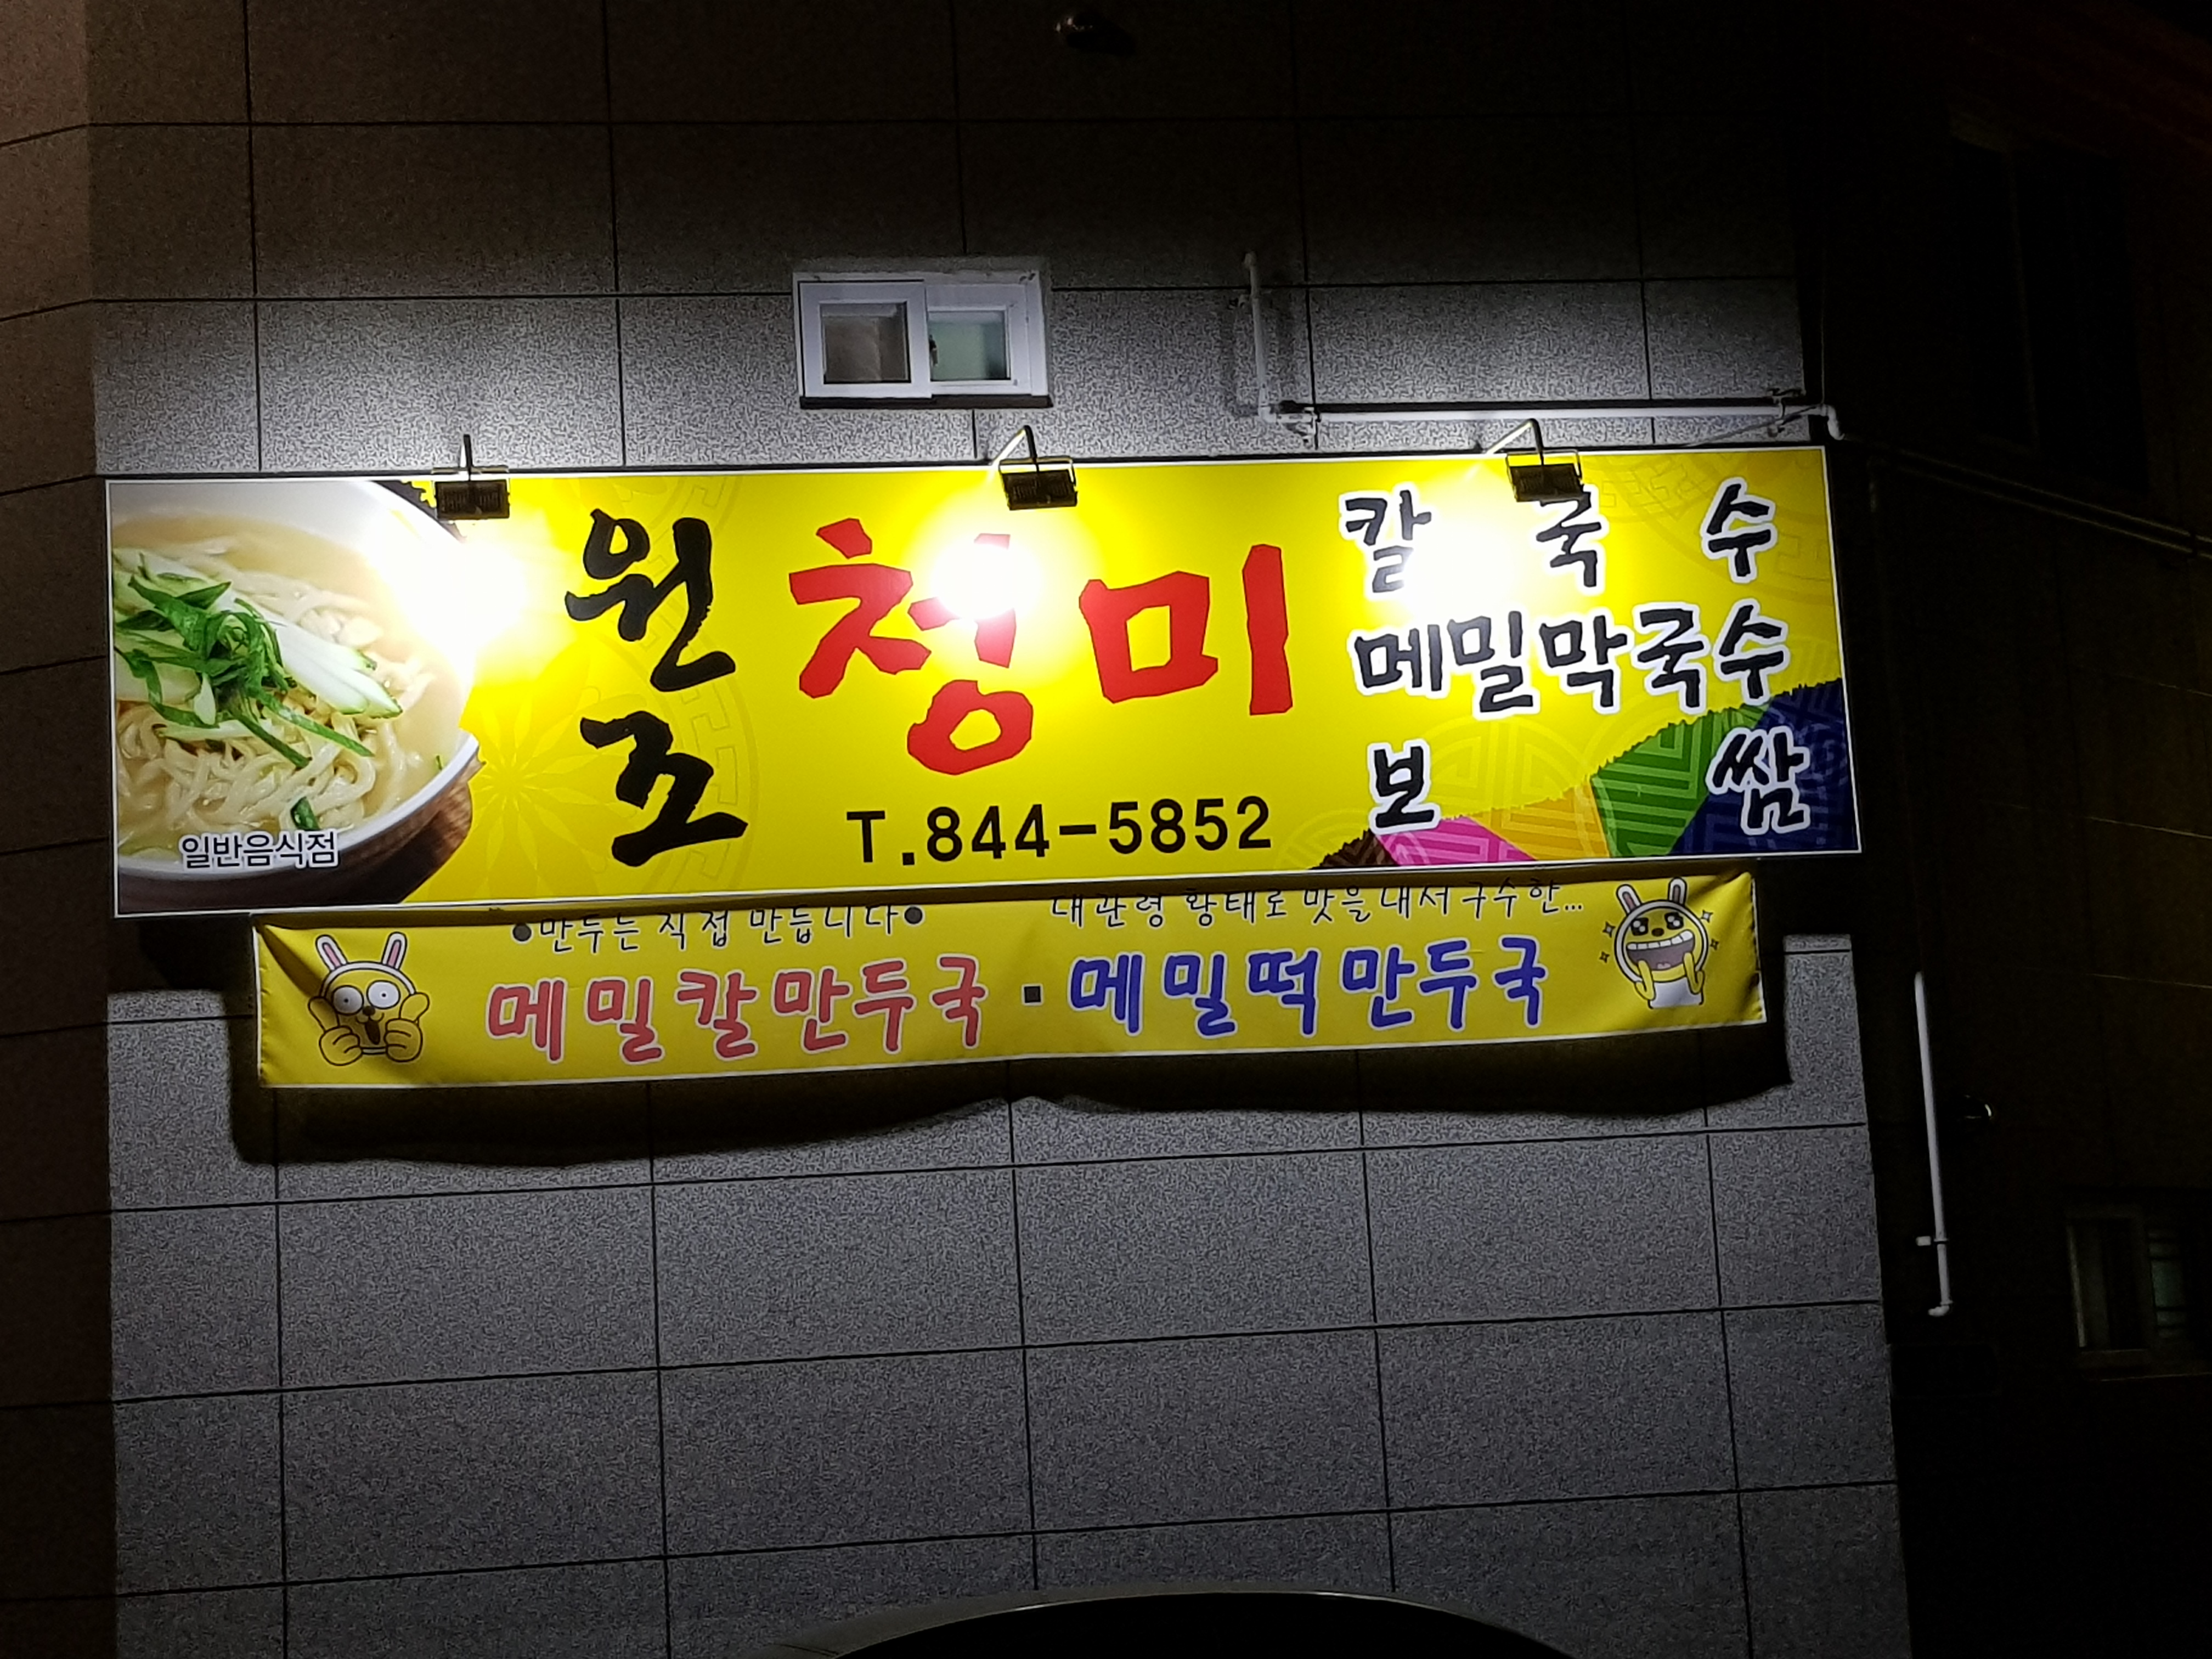 원조
청미
T.844-5852
칼국수
메밀막국수
보쌈
일반음식점
●만두는 직접 만듭니다●
대관령 황태로 맛을내서 구수한...
메밀칼만두국 · 메밀떡만두국